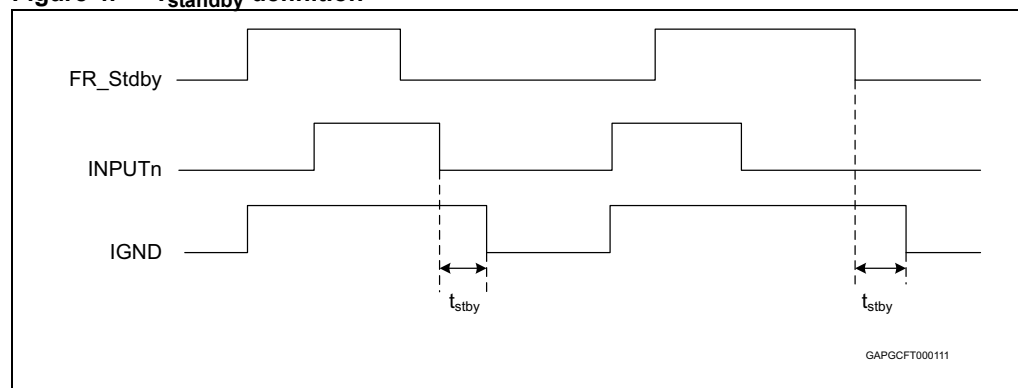 FR_Stdby
INPUTn
IGND
tstby
tstby
GAPGCFT000111